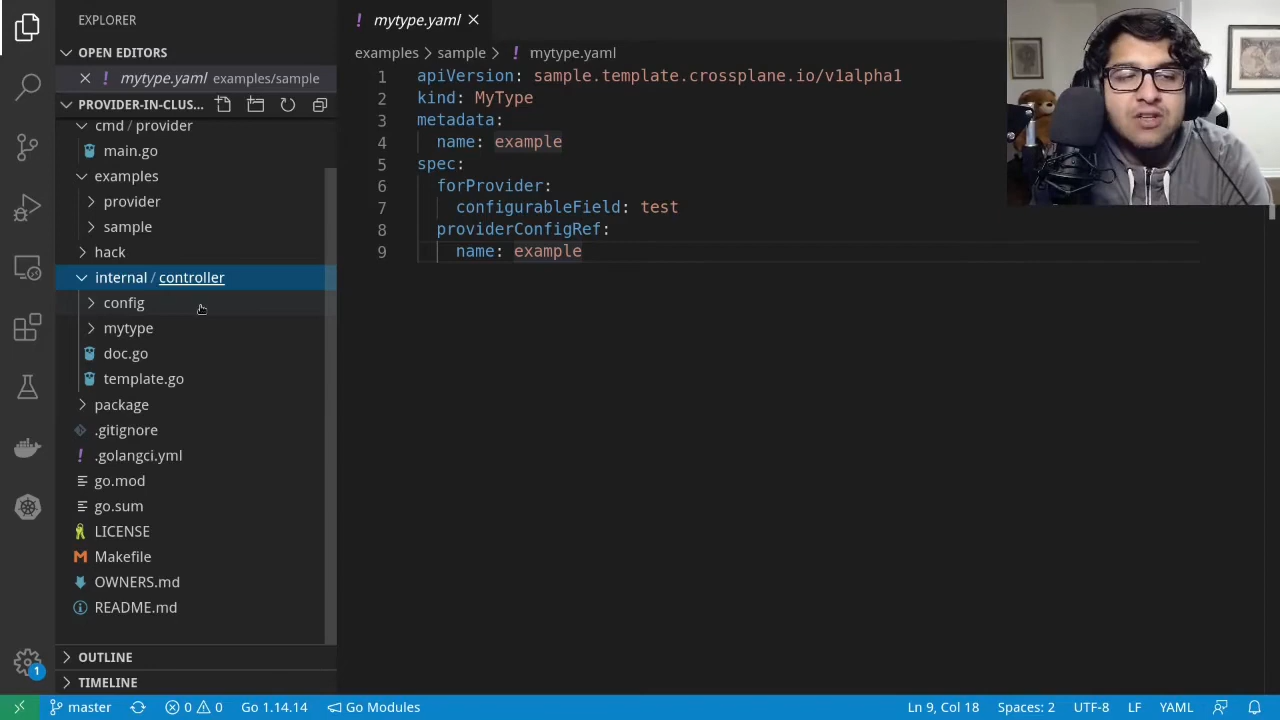 EXPLORER
OPEN EDITORS
mytype.yaml examples/sample
PROVIDER-IN-CLUS...
cmd / provider
main.go
examples
provider
sample
hack
internal / controller
config
mytype
doc.go
template.go
package
.gitignore
.golangci.yml
go.mod
go.sum
LICENSE
Makefile
OWNERS.md
README.md
OUTLINE
TIMELINE
! mytype.yaml
examples > sample > ! mytype.yaml
1 apiVersion: sample.template.crossplane.io/v1alpha1
2 kind: MyType
3 metadata:
4 name: example
5 spec:
6 forProvider:
7 configurableField: test
8 providerConfigRef:
9 name: example
1
master 0 0 Go 1.14.14 Go Modules Ln 9, Col 18 Spaces: 2 UTF-8 LF YAML